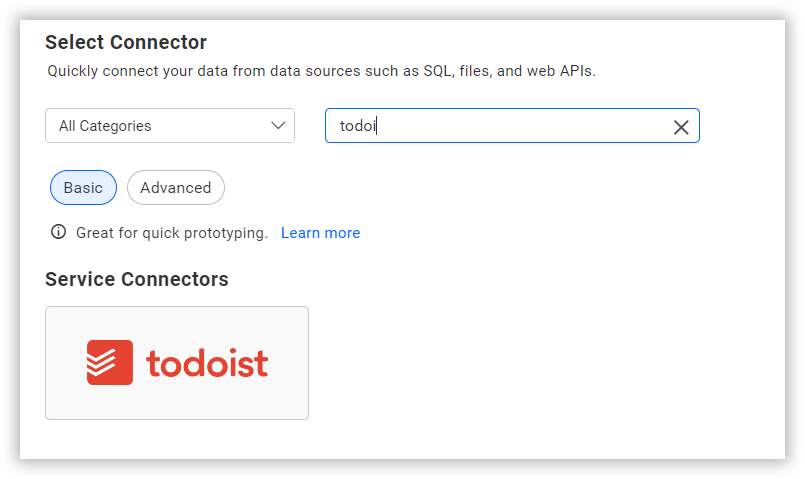 Select Connector
Quickly connect your data from data sources such as SQL, files, and web APIs.
All Categories
todoi
Basic
Advanced
Great for quick prototyping. Learn more
Service Connectors
todoist